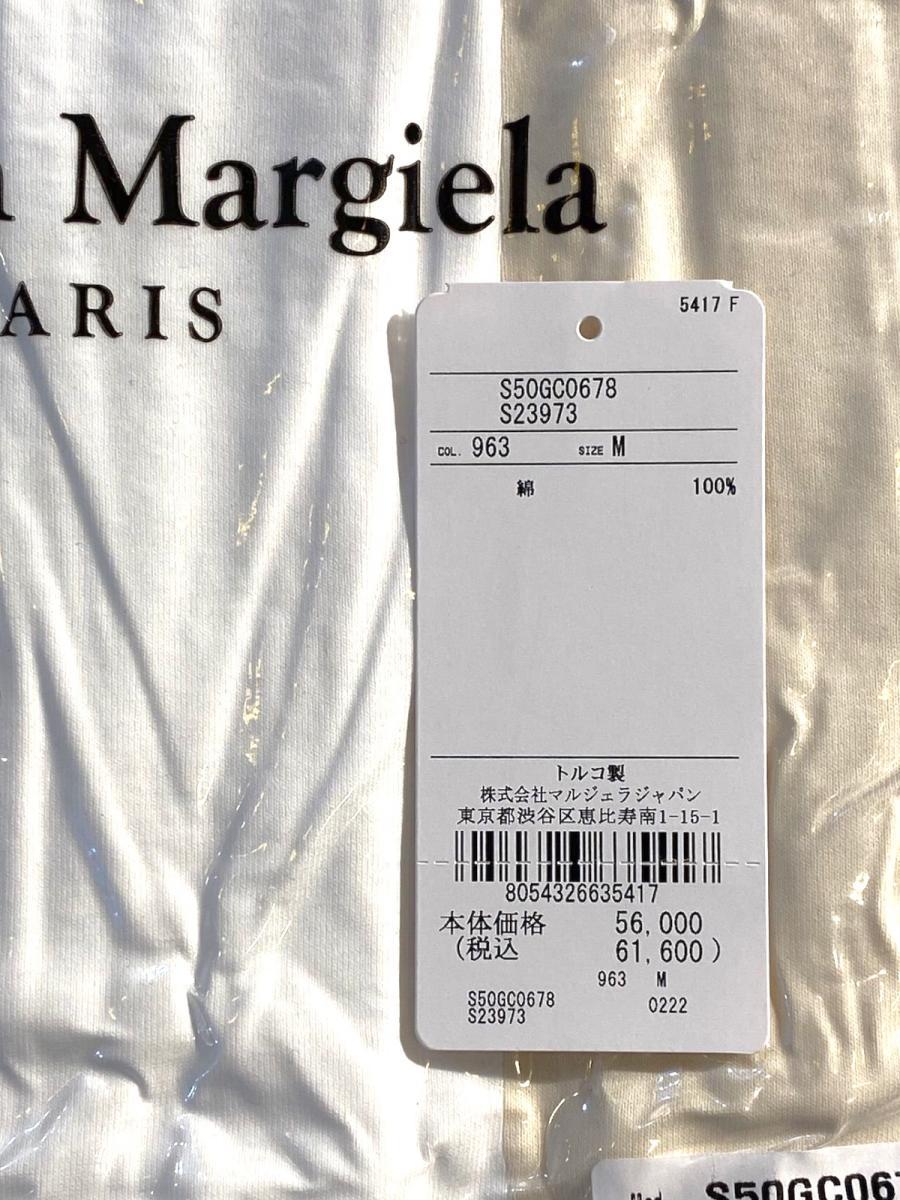 Margiela
ARIS
5417 F
S50GC0678
S23973
COL. 963 SIZE M
綿 100%
トルコ製
株式会社マルジェラジャパン
東京都渋谷区恵比寿南1-15-1
8054326635417
本体価格 56,000
(税込 61,600)
963 M
S50GC0678 0222
S23973
S50GC067